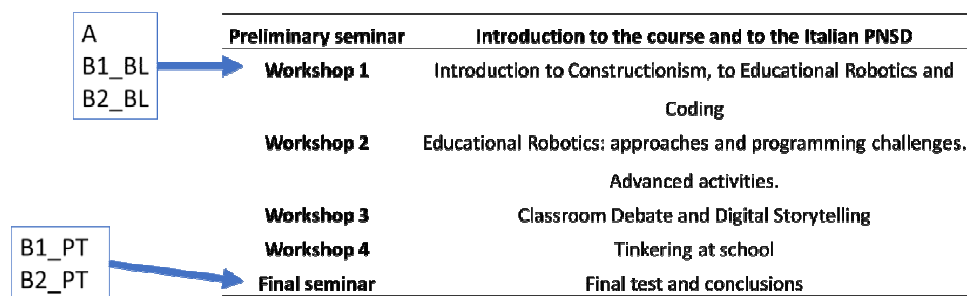 A
B1_BL
B2_BL
Preliminary seminar Introduction to the course and to the Italian PNSD
Workshop 1 Introduction to Constructionism, to Educational Robotics and
Coding
Workshop 2 Educational Robotics: approaches and programming challenges.
Advanced activities.
Workshop 3 Classroom Debate and Digital Storytelling
Workshop 4 Tinkering at school
B1_PT
B2_PT
Final seminar Final test and conclusions